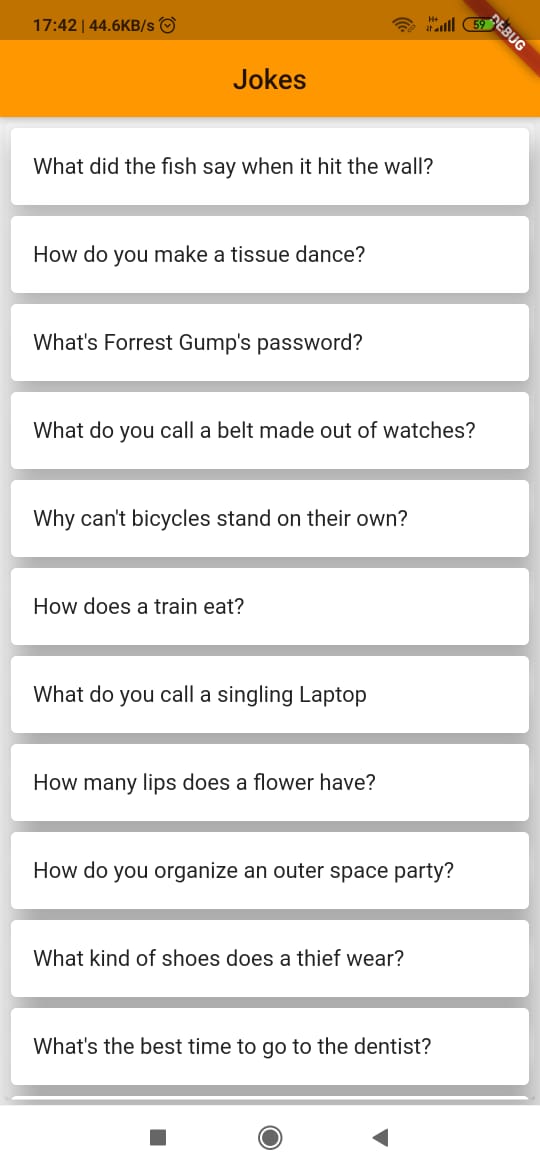 17:42 | 44.6KB/s
H+
59
DEBUG
Jokes
What did the fish say when it hit the wall?
How do you make a tissue dance?
What's Forrest Gump's password?
What do you call a belt made out of watches?
Why can't bicycles stand on their own?
How does a train eat?
What do you call a singling Laptop
How many lips does a flower have?
How do you organize an outer space party?
What kind of shoes does a thief wear?
What's the best time to go to the dentist?